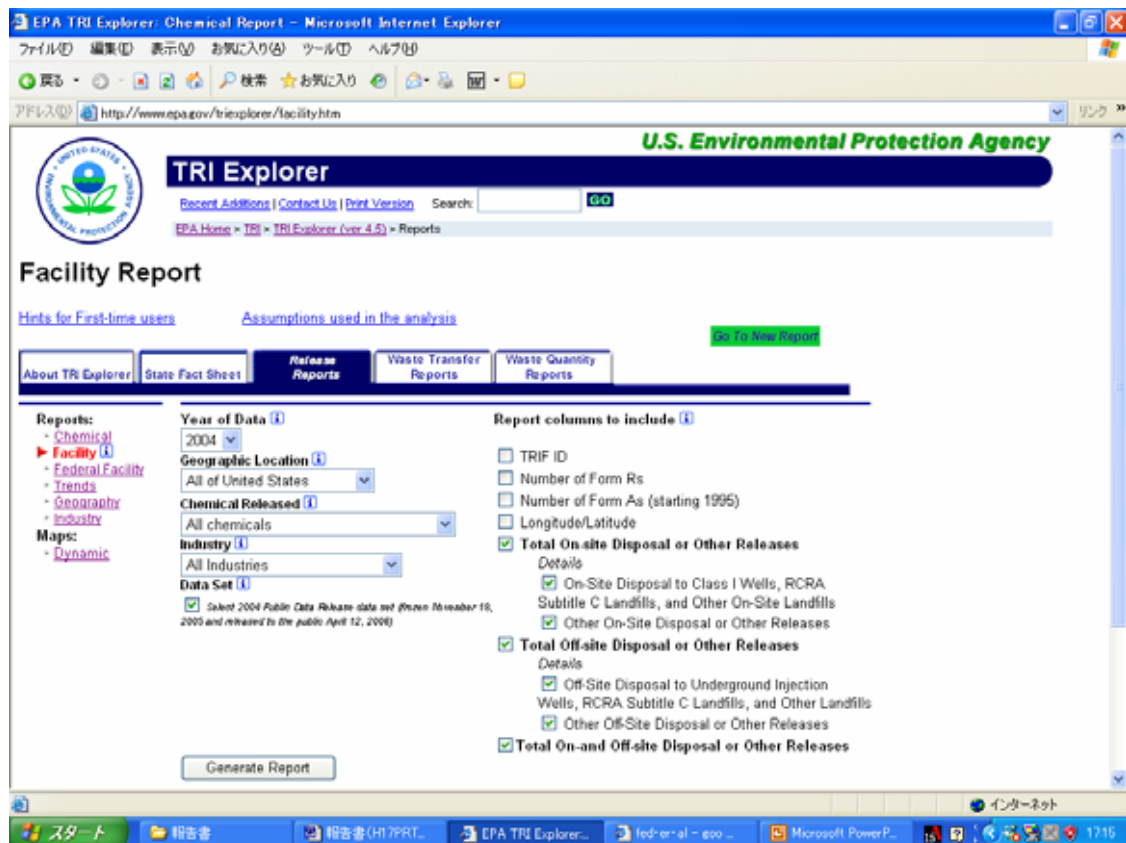 EPA TRI Explorer: Chemical Report - Microsoft Internet Explorer
ファイル(F) 編集(E) 表示(V) お気に入り(A) ツール(T) ヘルプ(H)
戻る 検索 お気に入り
アドレス(D) http://www.epa.gov/triexplorer/facility.htm リンク »
U.S. Environmental Protection Agency
UNITED STATES ENVIRONMENTAL PROTECTION AGENCY
TRI Explorer
Recent Additions | Contact Us | Print Version Search: GO
EPA Home > TRI > TRI Explorer (ver 4.5) > Reports
Facility Report
Hints for First-time users Assumptions used in the analysis
Go To New Report
About TRI Explorer State Fact Sheet Release Reports Waste Transfer Reports Waste Quantity Reports
Reports:
Chemical
Facility
Federal Facility
Trends
Geography
Industry
Maps:
Dynamic
Year of Data
2004
Geographic Location
All of United States
Chemical Released
All chemicals
Industry
All Industries
Data Set
Select 2004 Public Data Release data set (frozen November 18,
2005 and released to the public April 12, 2006)
Generate Report
Report columns to include
TRIF ID
Number of Form Rs
Number of Form As (starting 1995)
Longitude/Latitude
Total On-site Disposal or Other Releases
Details
On-Site Disposal to Class I Wells, RCRA
Subtitle C Landfills, and Other On-Site Landfills
Other On-Site Disposal or Other Releases
Total Off-site Disposal or Other Releases
Details
Off-Site Disposal to Underground Injection
Wells, RCRA Subtitle C Landfills, and Other Landfills
Other Off-Site Disposal or Other Releases
Total On-and Off-site Disposal or Other Releases
インターネット
スタート 報告書 報告書(H17PRT... EPA TRI Explorer... fed-er-al - goo ... Microsoft PowerP... 17:15